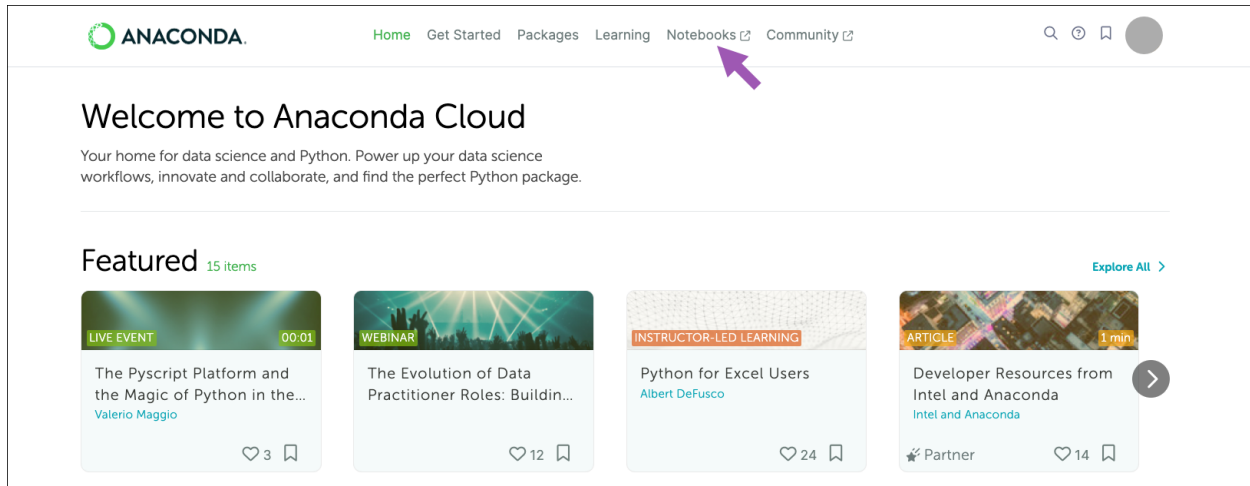 ANACONDA.
Home Get Started Packages Learning Notebooks Community
Welcome to Anaconda Cloud
Your home for data science and Python. Power up your data science
workflows, innovate and collaborate, and find the perfect Python package.
Featured 15 items
Explore All
LIVE EVENT 00:01
The Pyscript Platform and
the Magic of Python in the...
Valerio Maggio
3
WEBINAR
The Evolution of Data
Practitioner Roles: Buildin...
12
INSTRUCTOR-LED LEARNING
Python for Excel Users
Albert DeFusco
24
ARTICLE 1 min
Developer Resources from
Intel and Anaconda
Intel and Anaconda
Partner 14